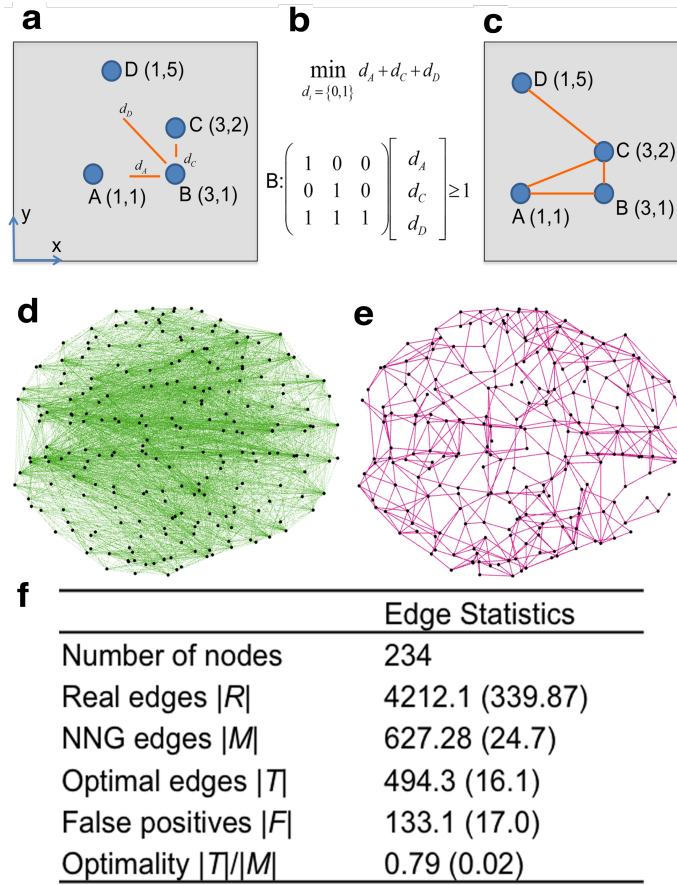 a
D (1,5)
d_D
C (3,2)
d_A
d_C
A (1,1)
B (3,1)
y
x
b
min d_A + d_C + d_D
d_i = {0,1}
B: ( 1 0 0 ) [ d_A ]
( 0 1 0 ) [ d_C ] ≥ 1
( 1 1 1 ) [ d_D ]
c
D (1,5)
C (3,2)
A (1,1)
B (3,1)
d
e
f
Edge Statistics
Number of nodes 234
Real edges |R| 4212.1 (339.87)
NNG edges |M| 627.28 (24.7)
Optimal edges |T| 494.3 (16.1)
False positives |F| 133.1 (17.0)
Optimality |T|/|M| 0.79 (0.02)